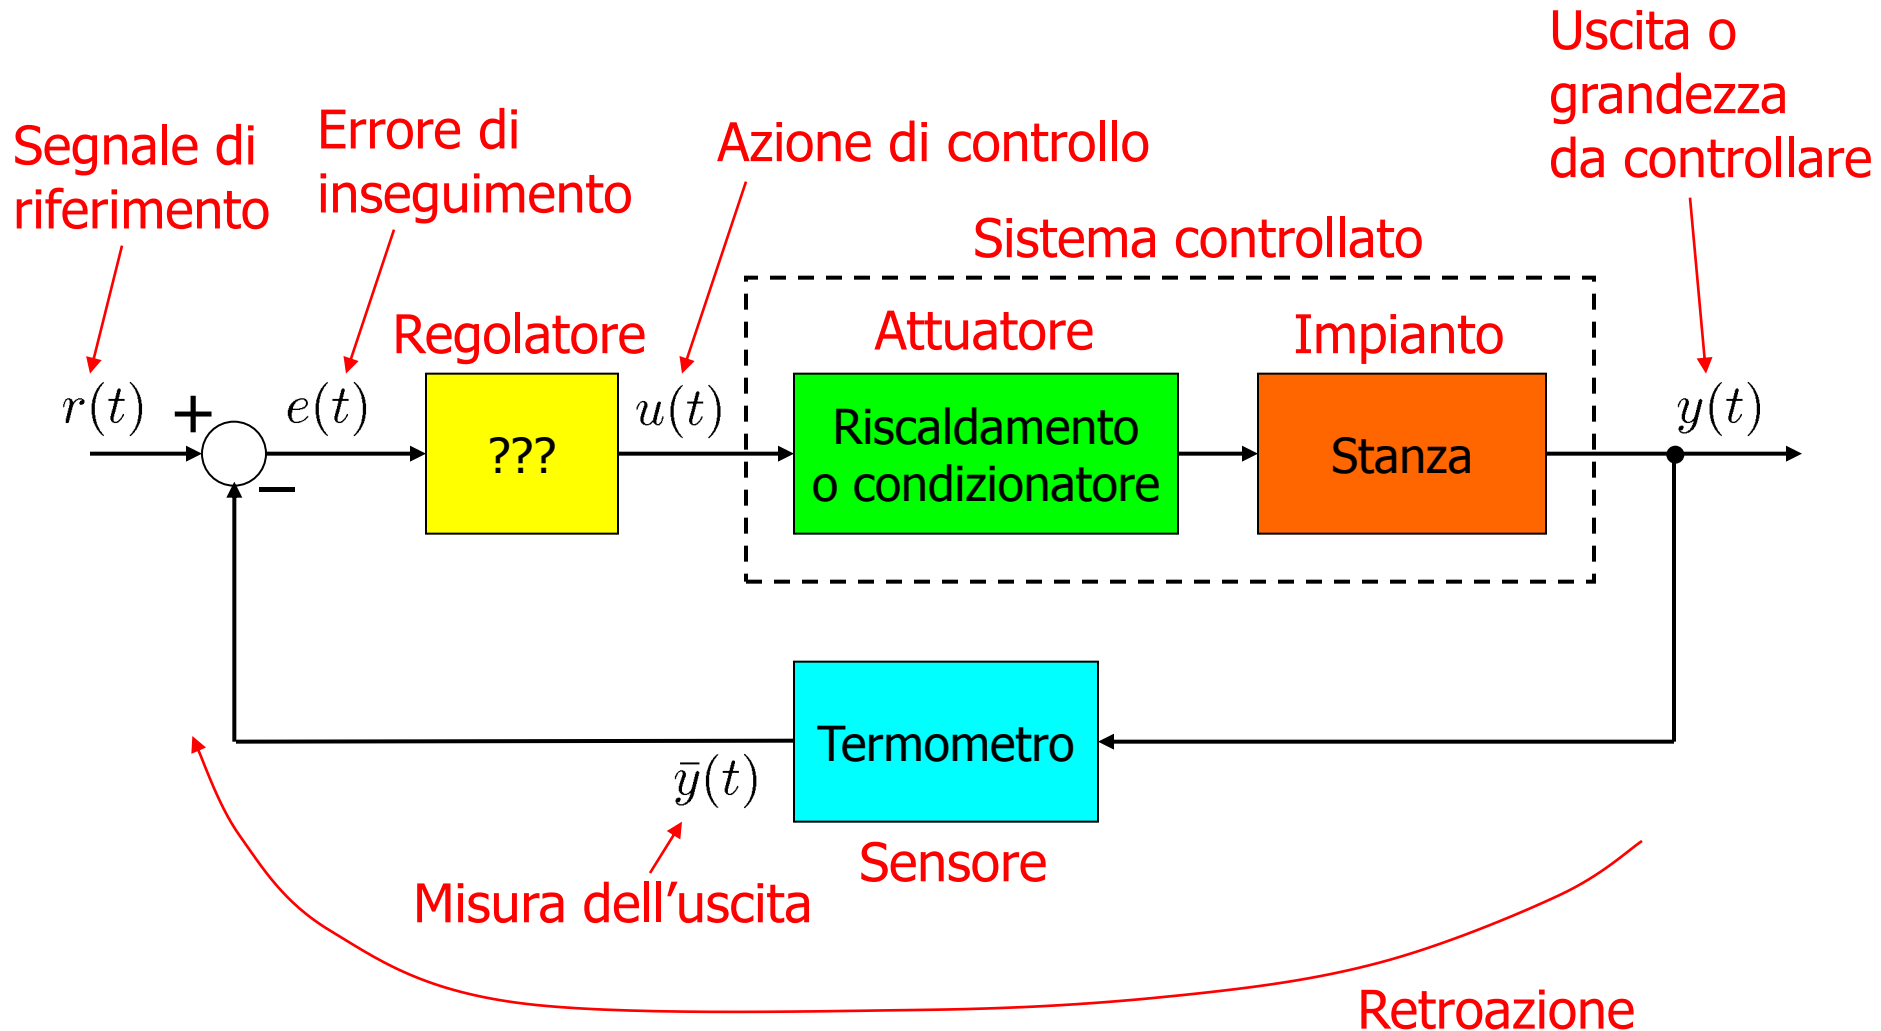 Uscita o
grandezza
da controllare
Segnale di
riferimento
Errore di
inseguimento
Azione di controllo
Sistema controllato
Regolatore
Attuatore
Impianto
r(t)
+
e(t)
???
u(t)
Riscaldamento
o condizionatore
Stanza
y(t)
−
Termometro
ȳ(t)
Sensore
Misura dell’uscita
Retroazione